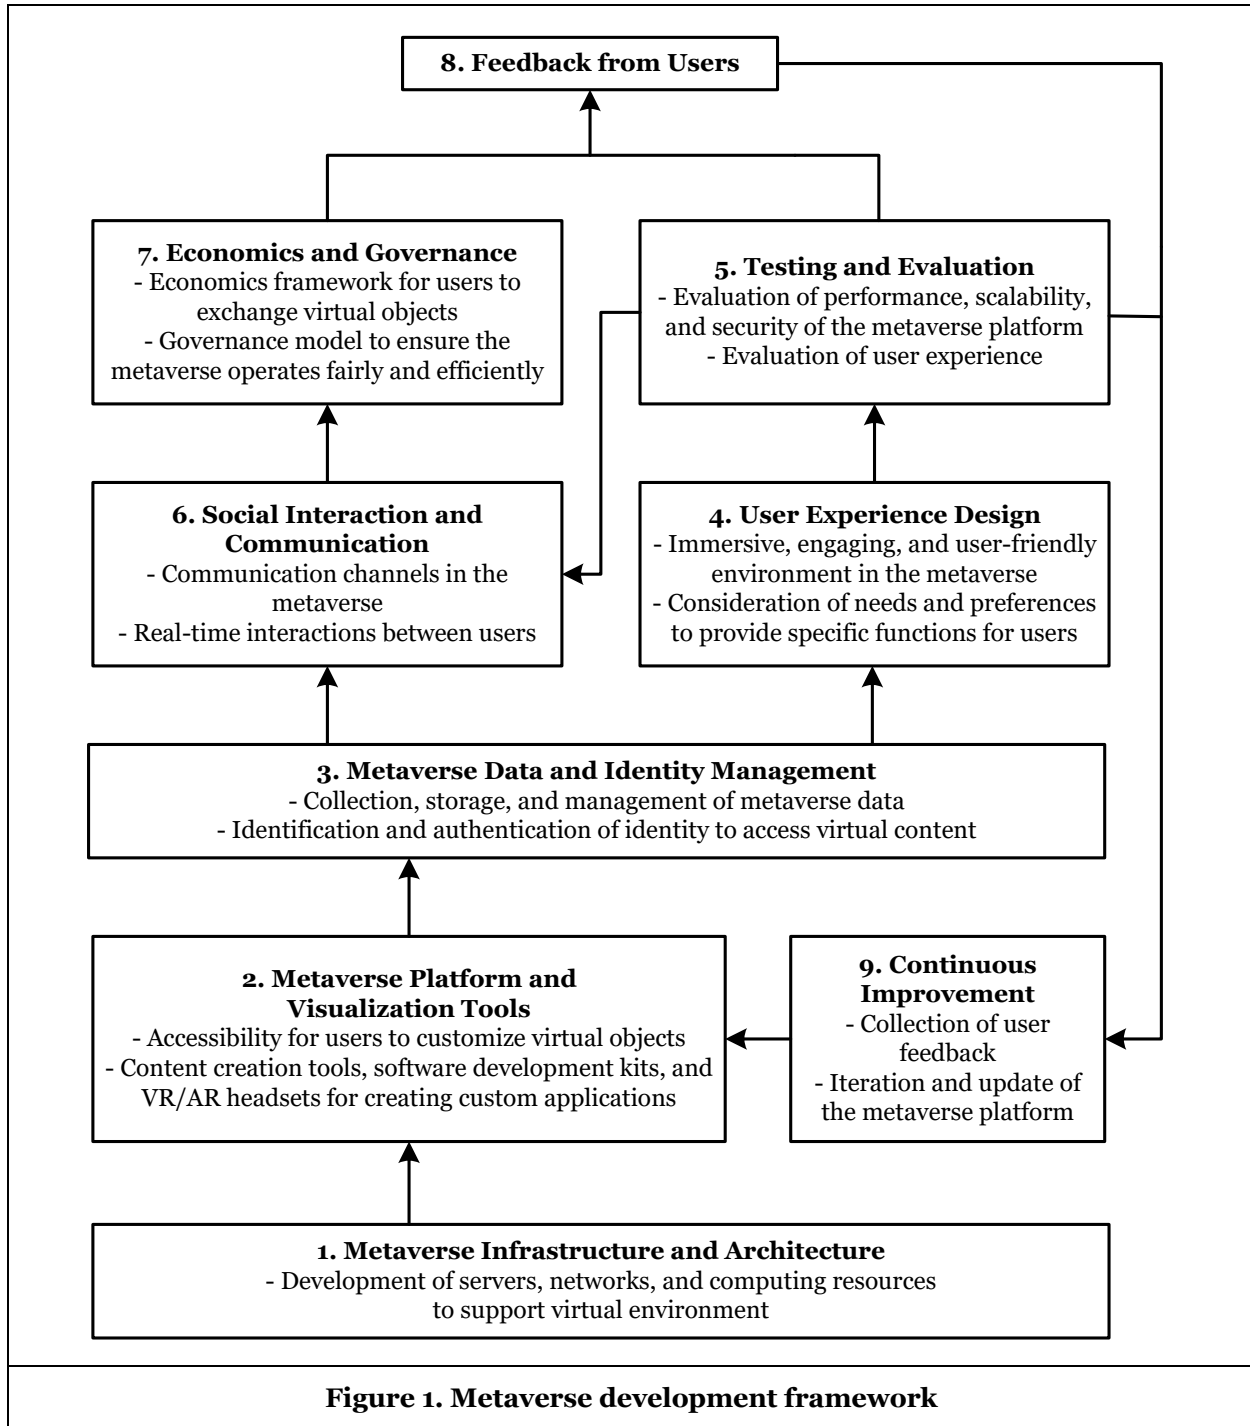 8. Feedback from Users
7. Economics and Governance
- Economics framework for users to
exchange virtual objects
- Governance model to ensure the
metaverse operates fairly and efficiently
5. Testing and Evaluation
- Evaluation of performance, scalability,
and security of the metaverse platform
- Evaluation of user experience
6. Social Interaction and
Communication
- Communication channels in the
metaverse
- Real-time interactions between users
4. User Experience Design
- Immersive, engaging, and user-friendly
environment in the metaverse
- Consideration of needs and preferences
to provide specific functions for users
3. Metaverse Data and Identity Management
- Collection, storage, and management of metaverse data
- Identification and authentication of identity to access virtual content
2. Metaverse Platform and
Visualization Tools
- Accessibility for users to customize virtual objects
- Content creation tools, software development kits, and
VR/AR headsets for creating custom applications
9. Continuous
Improvement
- Collection of user
feedback
- Iteration and update of
the metaverse platform
1. Metaverse Infrastructure and Architecture
- Development of servers, networks, and computing resources
to support virtual environment
Figure 1. Metaverse development framework